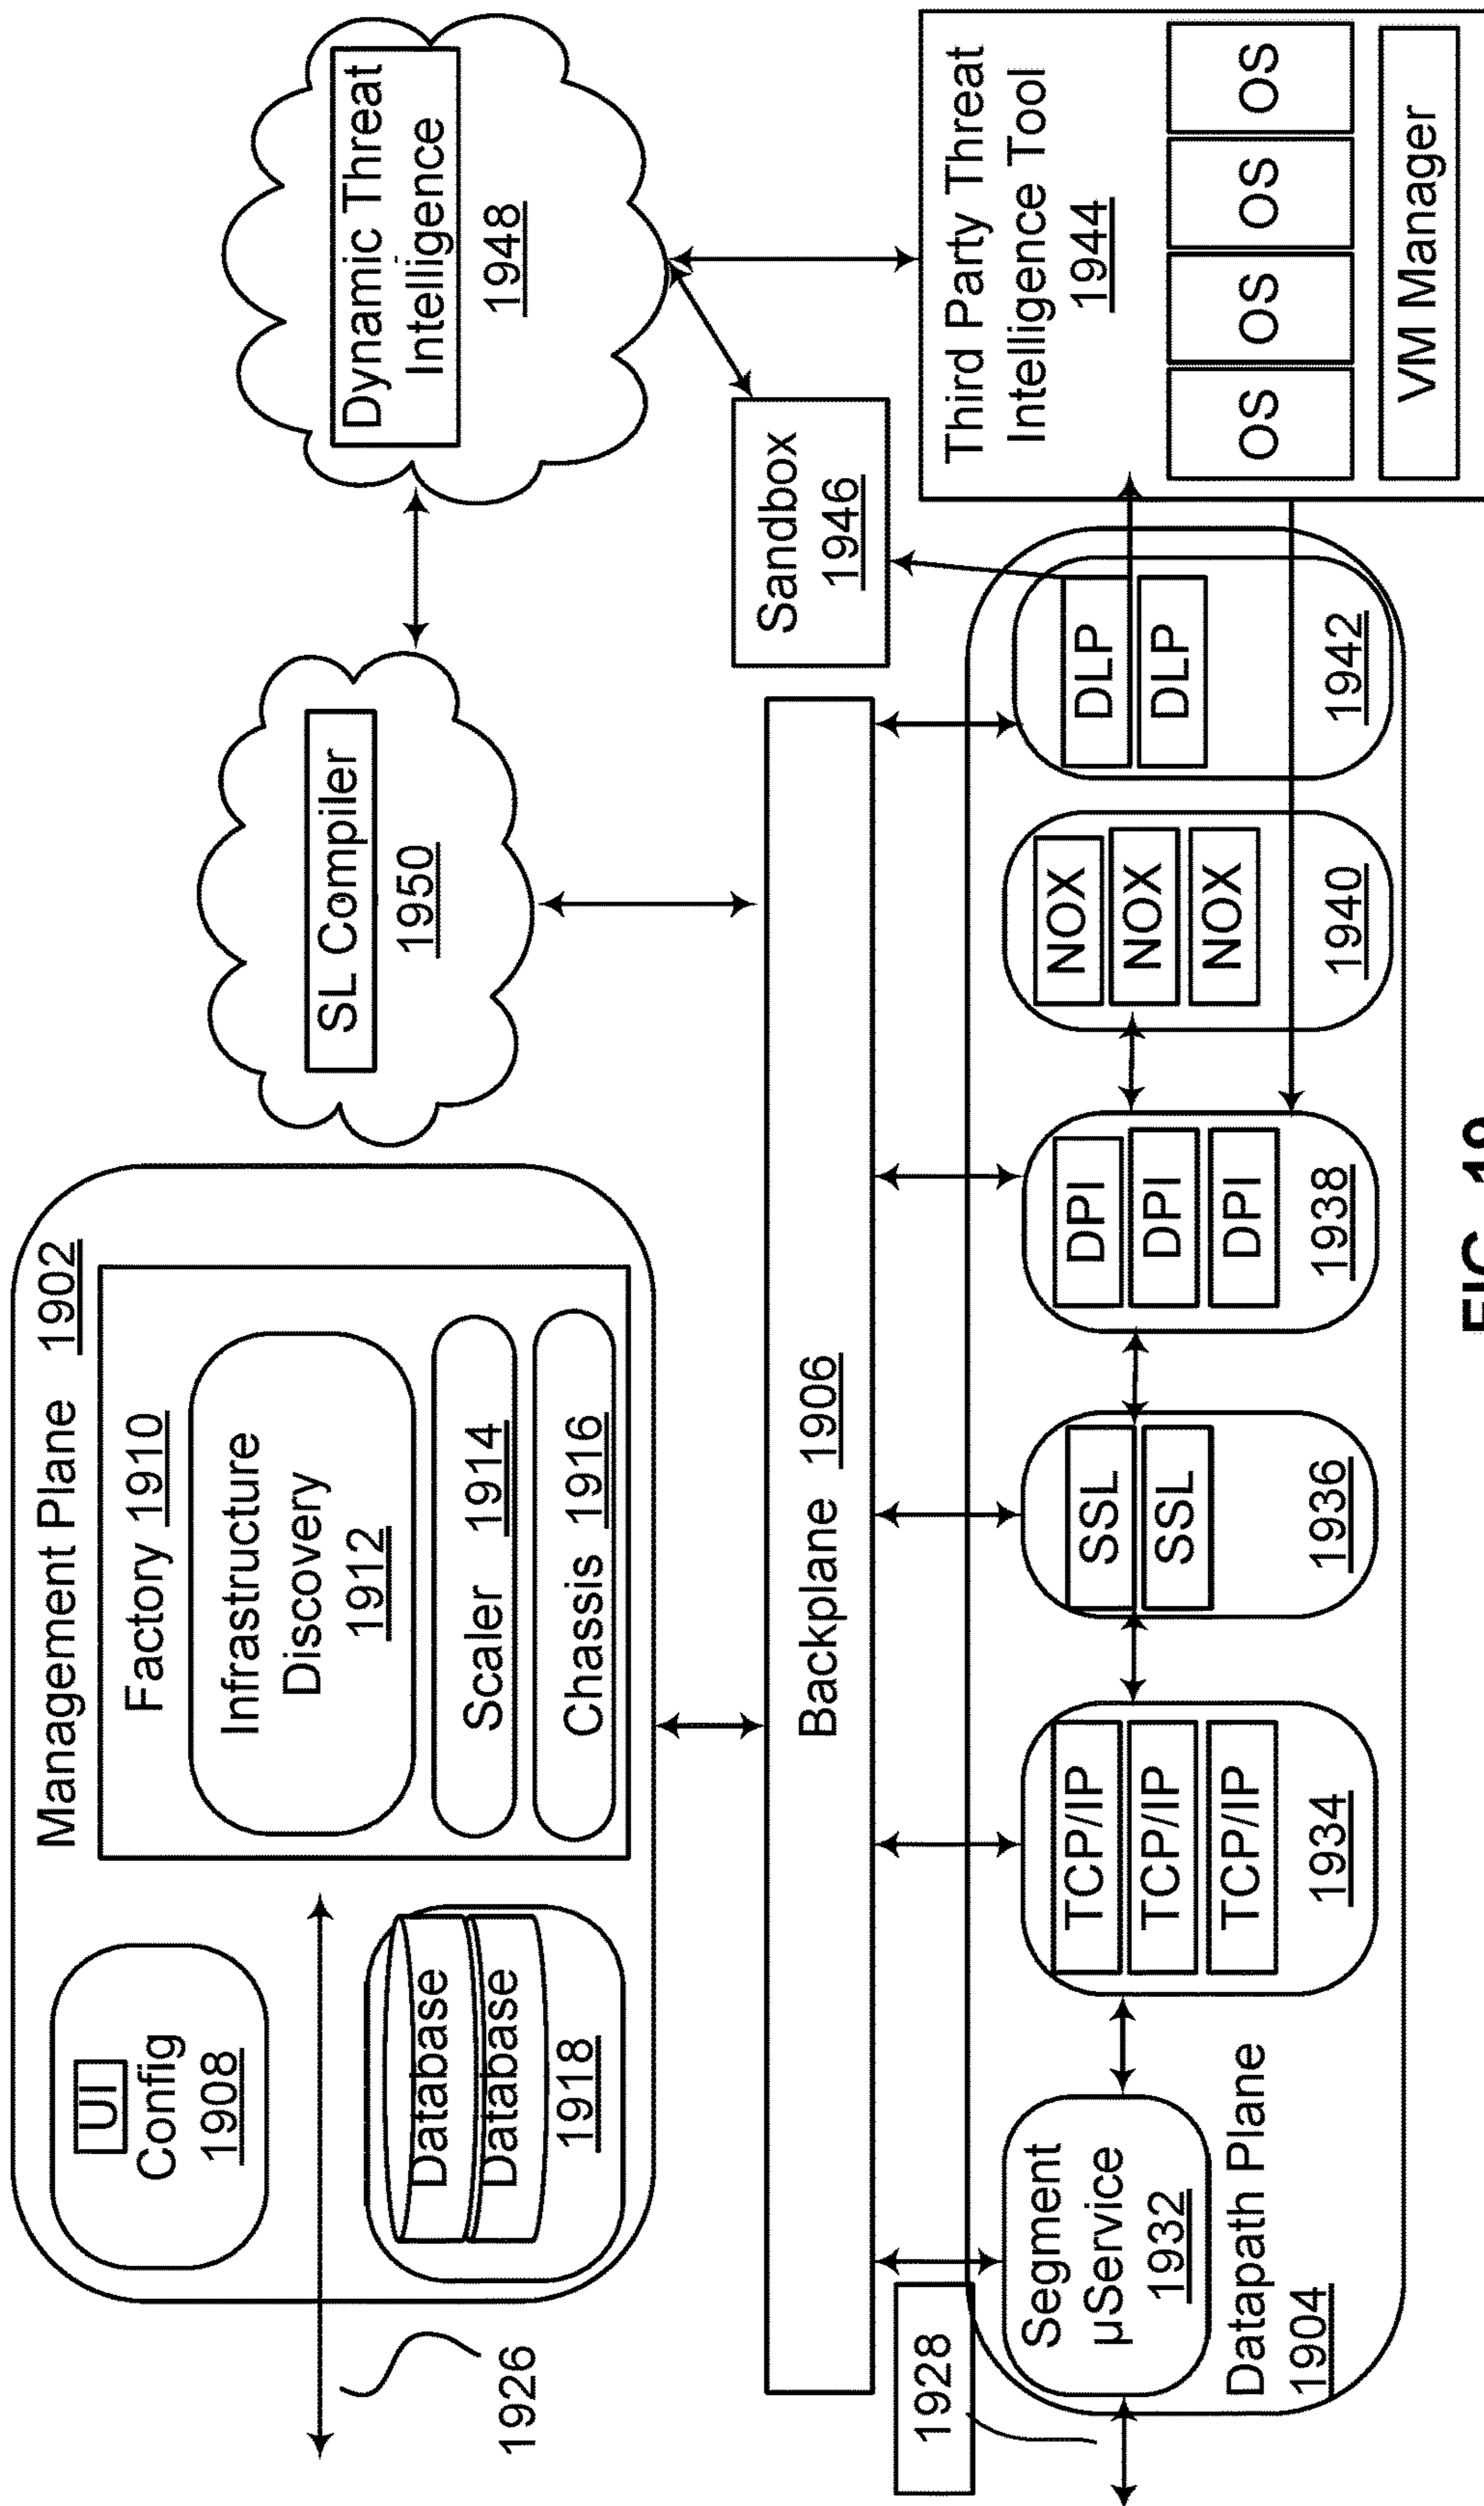 Management Plane 1902
UI
Config
1908
Factory 1910
Infrastructure
Discovery
1912
Scaler 1914
Chassis 1916
Database
Database
1918
1926
SL Compiler
1950
Dynamic Threat
Intelligence
1948
Backplane 1906
Sandbox
1946
1928
Segment
µService
1932
Datapath Plane
1904
TCP/IP
TCP/IP
TCP/IP
1934
SSL
SSL
1936
DPI
DPI
DPI
1938
NOX
NOX
NOX
1940
DLP
DLP
1942
Third Party Threat
Intelligence Tool
1944
OS OS OS OS
VM Manager